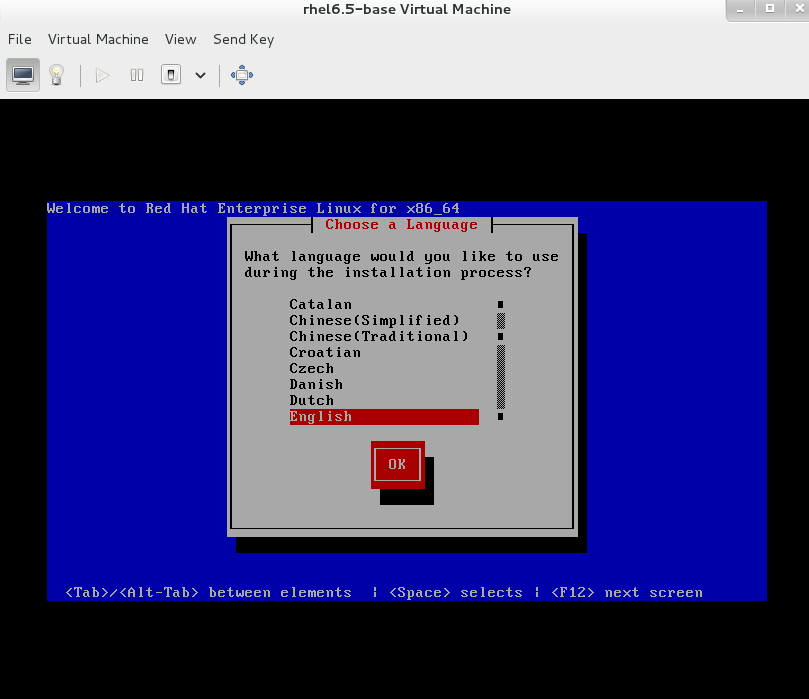 rhel6.5-base Virtual Machine
File Virtual Machine View Send Key
Welcome to Red Hat Enterprise Linux for x86_64
Choose a Language
What language would you like to use
during the installation process?
Catalan
Chinese(Simplified)
Chinese(Traditional)
Croatian
Czech
Danish
Dutch
English
OK
<Tab>/<Alt-Tab> between elements | <Space> selects | <F12> next screen